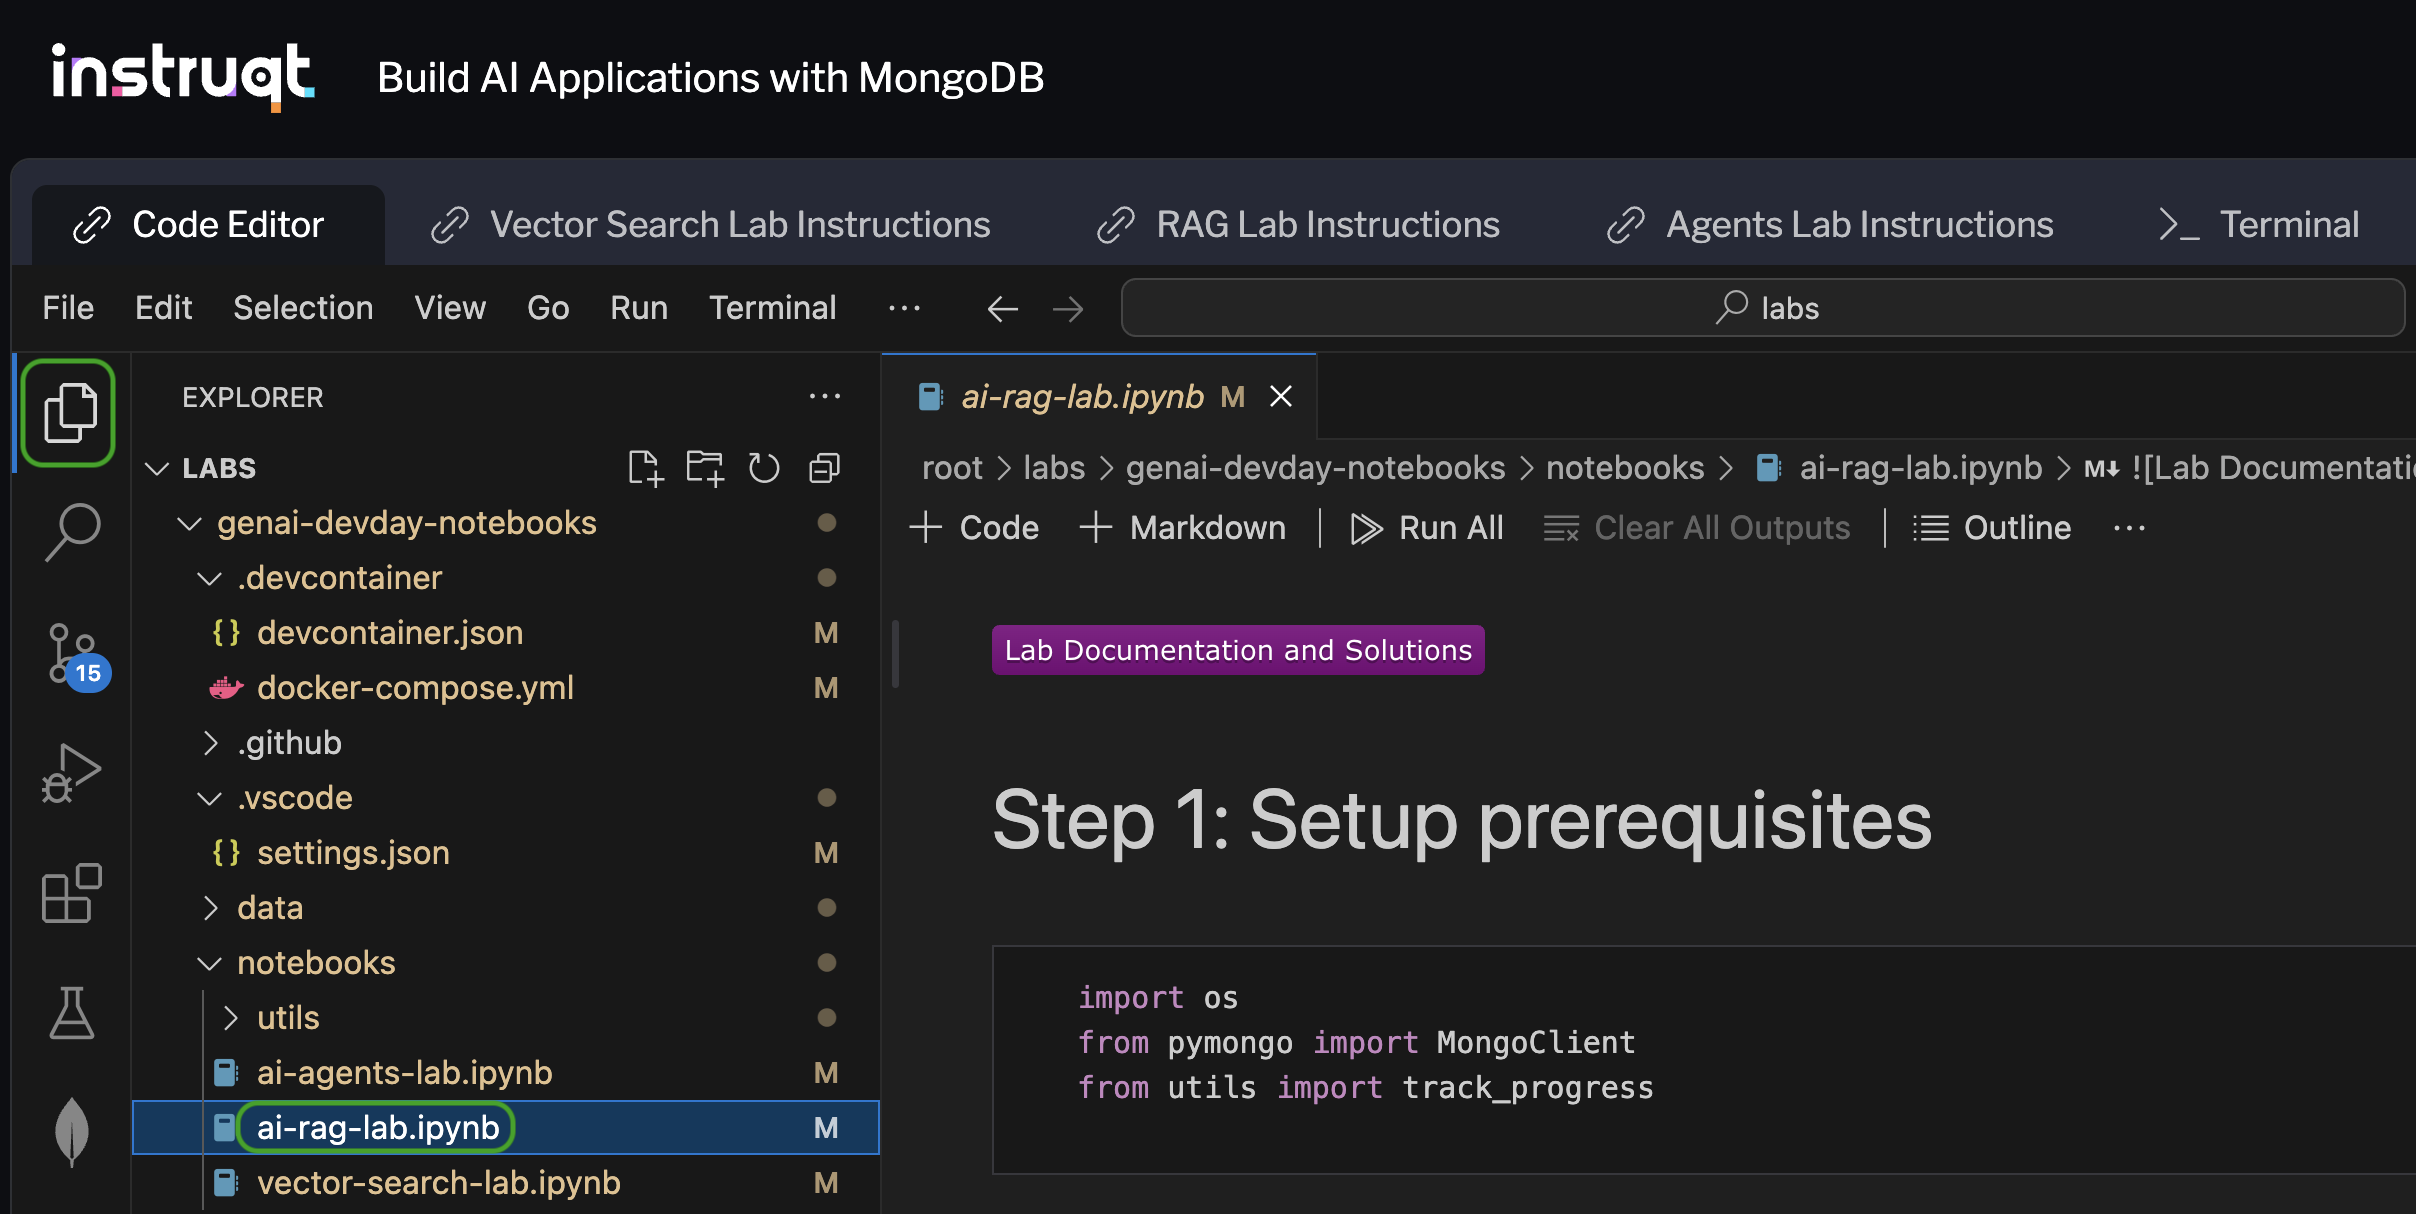 instruqt
Build AI Applications with MongoDB
Code Editor
Vector Search Lab Instructions
RAG Lab Instructions
Agents Lab Instructions
>_ Terminal
File Edit Selection View Go Run Terminal ··· ← → labs
EXPLORER ···
LABS
genai-devday-notebooks
.devcontainer
{} devcontainer.json M
docker-compose.yml M
.github
.vscode
{} settings.json M
data
notebooks
utils
ai-agents-lab.ipynb M
ai-rag-lab.ipynb M
vector-search-lab.ipynb M
15
ai-rag-lab.ipynb M ×
root > labs > genai-devday-notebooks > notebooks > ai-rag-lab.ipynb > M↓ ![Lab Documentati
+ Code + Markdown | Run All Clear All Outputs | Outline ···
Lab Documentation and Solutions
Step 1: Setup prerequisites
import os
from pymongo import MongoClient
from utils import track_progress